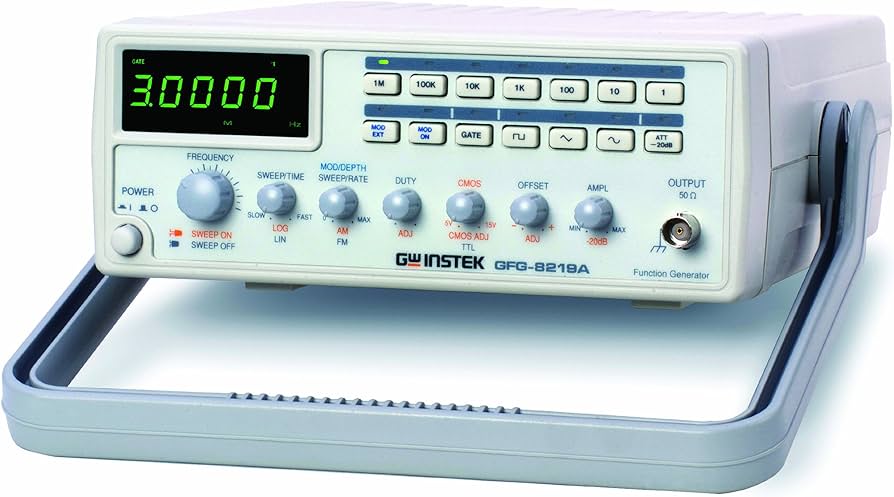 GATE
3.0000
M Hz
1M 100K 10K 1K 100 10 1
MOD EXT MOD ON GATE ATT -20dB
FREQUENCY
POWER
SWEEP ON
SWEEP OFF
SWEEP/TIME
SLOW FAST
LOG
LIN
MOD/DEPTH
SWEEP/RATE
0 MAX
AM
FM
DUTY
ADJ
CMOS
5V 15V
CMOS ADJ
TTL
OFFSET
- +
ADJ
AMPL
MIN MAX
-20dB
OUTPUT
50 Ω
GW INSTEK GFG-8219A
Function Generator